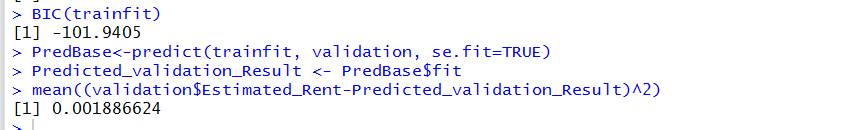 > BIC(trainfit)
[1] -101.9405
> PredBase<-predict(trainfit, validation, se.fit=TRUE)
> Predicted_validation_Result <- PredBase$fit
> mean((validation$Estimated_Rent-Predicted_validation_Result)^2)
[1] 0.001886624
>